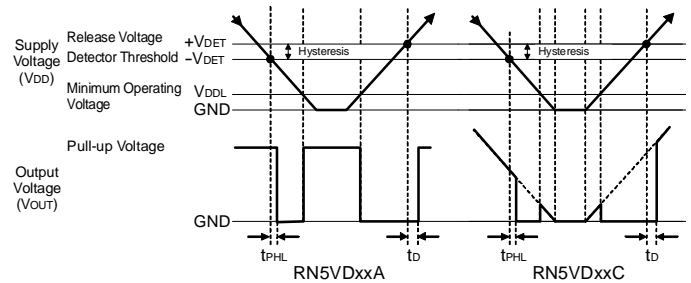 Supply
Voltage
(VDD)
Release Voltage
+VDET
Detector Threshold
−VDET
Minimum Operating
Voltage
VDDL
GND
Hysteresis
Hysteresis
Pull-up Voltage
Output
Voltage
(VOUT)
GND
tPHL
tD
tPHL
tD
RN5VDxxA
RN5VDxxC